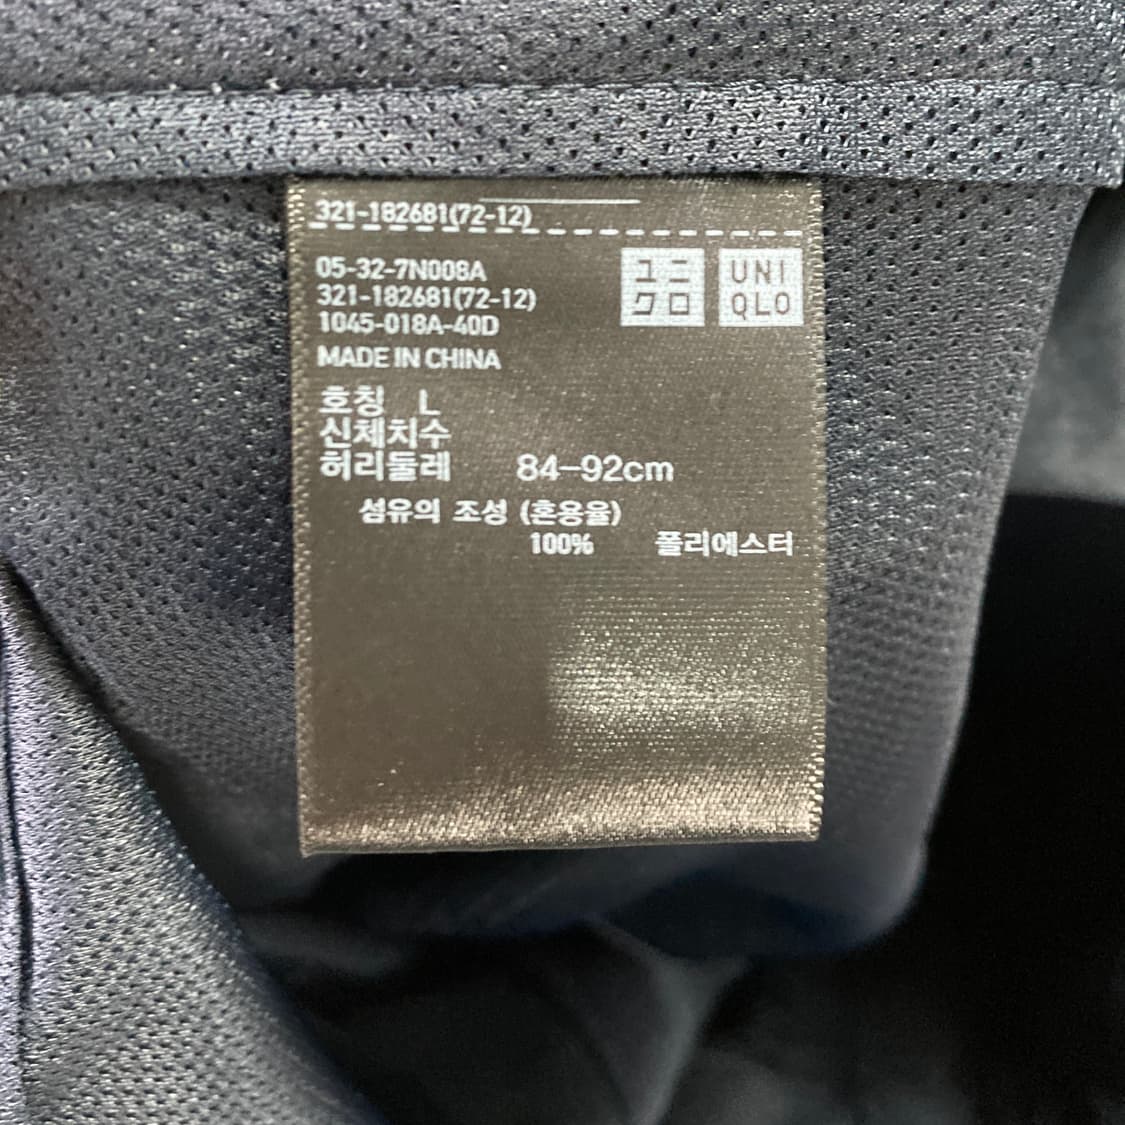 321-182681(72-12)
05-32-7N008A
321-182681(72-12)
1045-018A-40D
MADE IN CHINA
ユニ
クロ
UNI
QLO
호칭 L
신체치수
허리둘레 84-92cm
섬유의 조성 (혼용율)
100% 폴리에스터